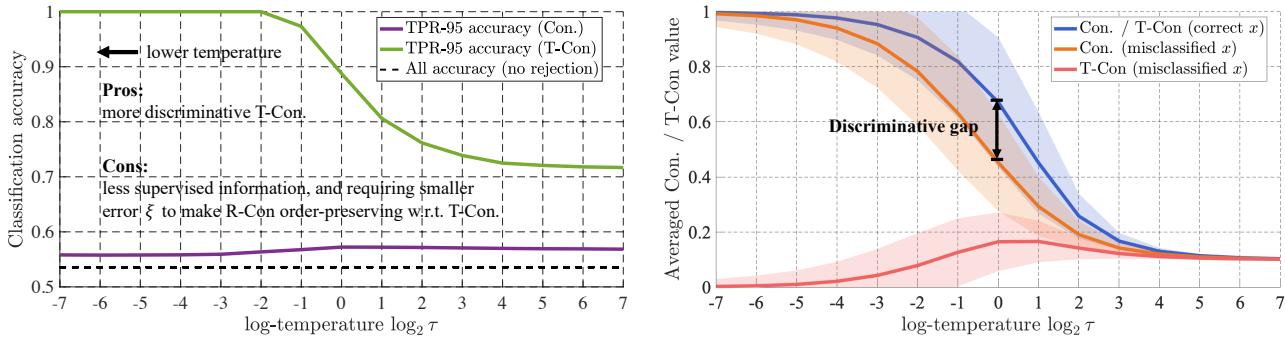 Classification accuracy
1
0.9
0.8
0.7
0.6
0.5
TPR-95 accuracy (Con.)
TPR-95 accuracy (T-Con)
All accuracy (no rejection)
lower temperature
Pros:
more discriminative T-Con.
Cons:
less supervised information, and requiring smaller
error ξ to make R-Con order-preserving w.r.t. T-Con.
-7 -6 -5 -4 -3 -2 -1 0 1 2 3 4 5 6 7
log-temperature log₂ τ
Averaged Con. / T-Con value
1
0.8
0.6
0.4
0.2
0
Con. / T-Con (correct x)
Con. (misclassified x)
T-Con (misclassified x)
Discriminative gap
-7 -6 -5 -4 -3 -2 -1 0 1 2 3 4 5 6 7
log-temperature log₂ τ